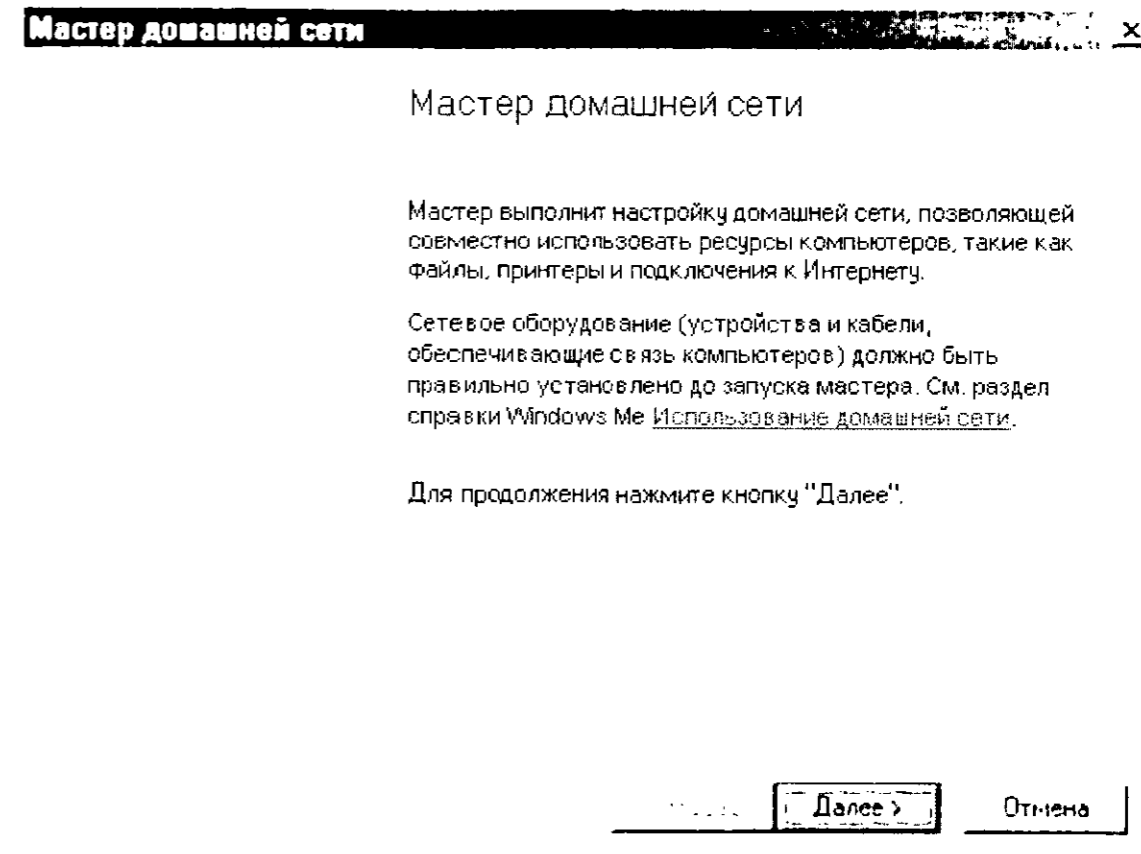 Мастер домашней сети
Мастер домашней сети
Мастер выполнит настройку домашней сети, позволяющей
совместно использовать ресурсы компьютеров, такие как
файлы, принтеры и подключения к Интернету.
Сетевое оборудование (устройства и кабели,
обеспечивающие связь компьютеров) должно быть
правильно установлено до запуска мастера. См. раздел
справки Windows Me Использование домашней сети.
Для продолжения нажмите кнопку "Далее".
Далее > Отмена